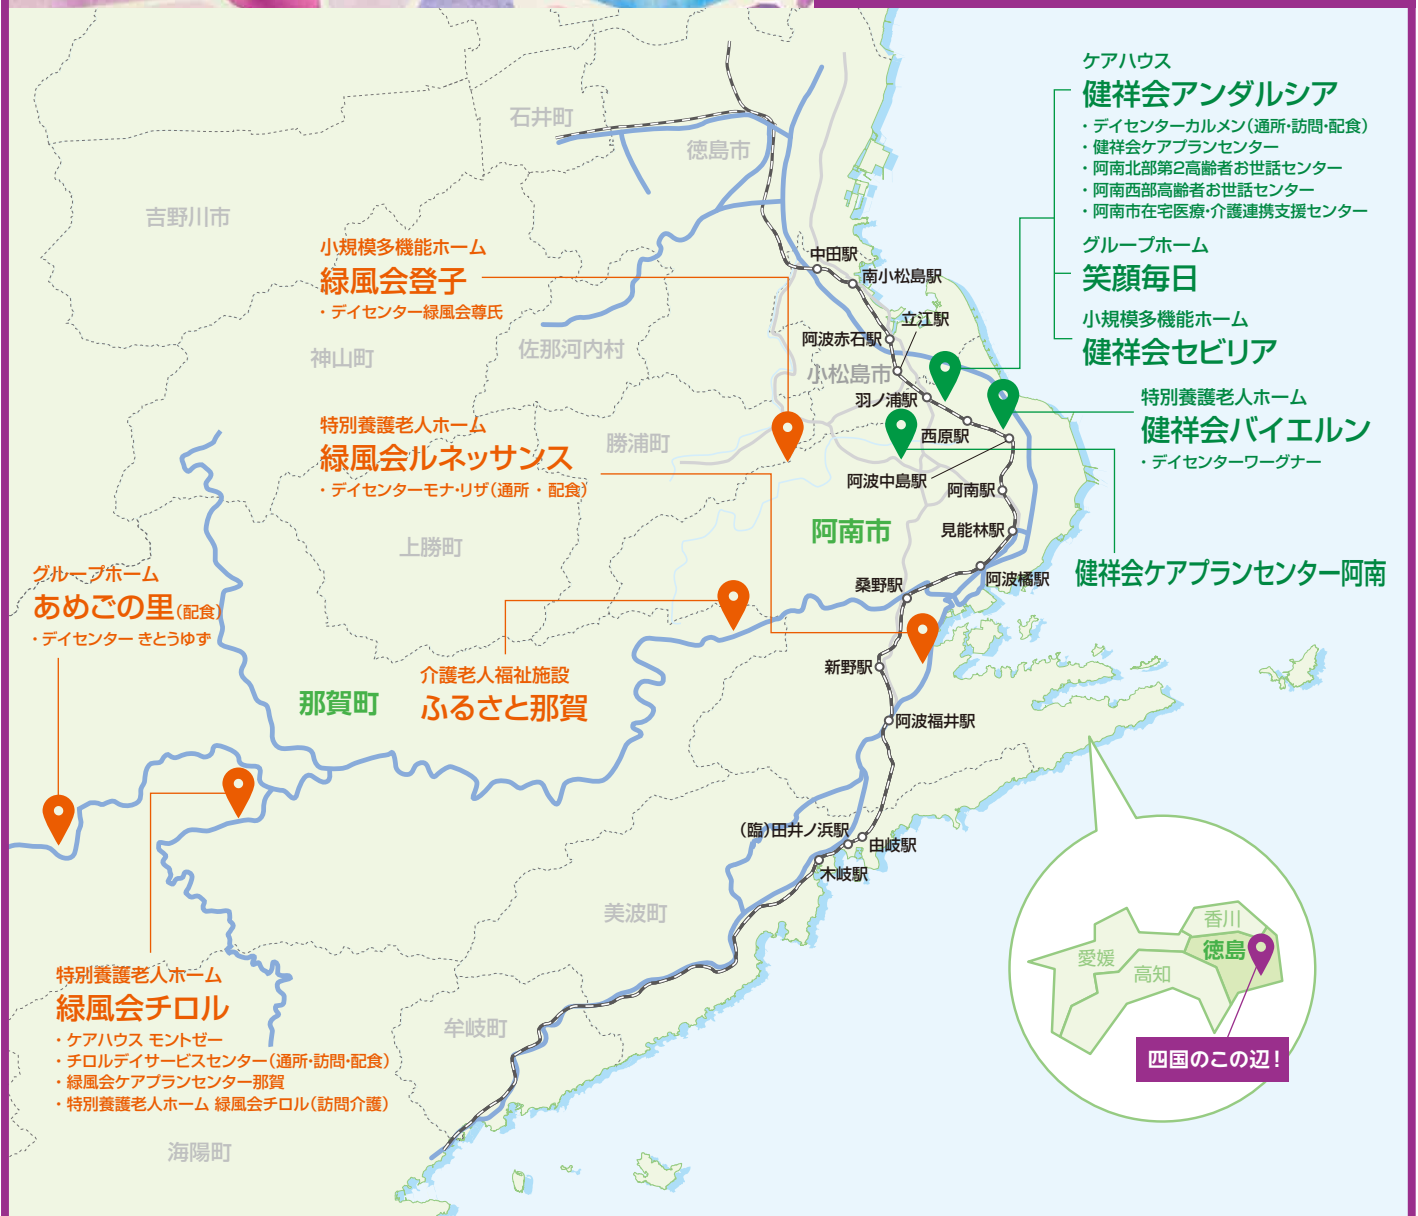 ケアハウス
健祥会アンダルシア
・デイセンターカルメン(通所・訪問・配食)
・健祥会ケアプランセンター
・阿南北部第2高齢者お世話センター
・阿南西部高齢者お世話センター
・阿南市在宅医療・介護連携支援センター
グループホーム
笑顔毎日
小規模多機能ホーム
健祥会セビリア
特別養護老人ホーム
健祥会バイエルン
・デイセンターワーグナー
健祥会ケアプランセンター阿南
小規模多機能ホーム
緑風会登子
・デイセンター緑風会尊氏
特別養護老人ホーム
緑風会ルネッサンス
・デイセンターモナ・リザ(通所・配食)
グループホーム
あめごの里(配食)
・デイセンター きとうゆず
介護老人福祉施設
ふるさと那賀
特別養護老人ホーム
緑風会チロル
・ケアハウス モントゼー
・チロルデイサービスセンター(通所・訪問・配食)
・緑風会ケアプランセンター那賀
・特別養護老人ホーム 緑風会チロル(訪問介護)
石井町
徳島市
吉野川市
神山町
佐那河内村
小松島市
勝浦町
上勝町
阿南市
那賀町
美波町
牟岐町
海陽町
中田駅
南小松島駅
立江駅
阿波赤石駅
羽ノ浦駅
西原駅
阿波中島駅
阿南駅
見能林駅
阿波橘駅
桑野駅
新野駅
阿波福井駅
(臨)田井ノ浜駅
由岐駅
木岐駅
香川
徳島
愛媛
高知
四国のこの辺!